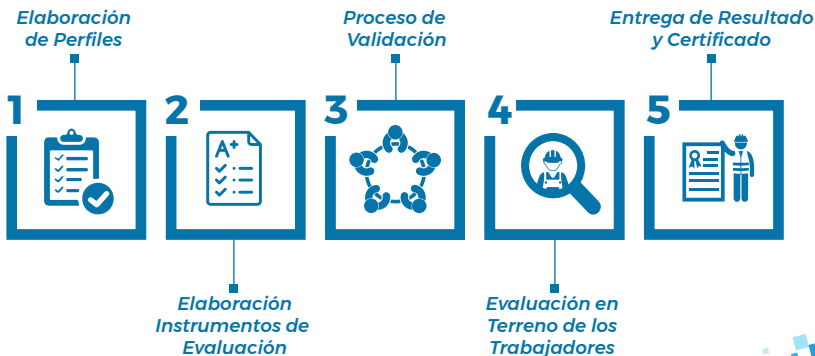 Elaboración
de Perfiles
Proceso de
Validación
Entrega de Resultado
y Certificado
1
2
3
4
5
A+
Elaboración
Instrumentos de
Evaluación
Evaluación en
Terreno de los
Trabajadores